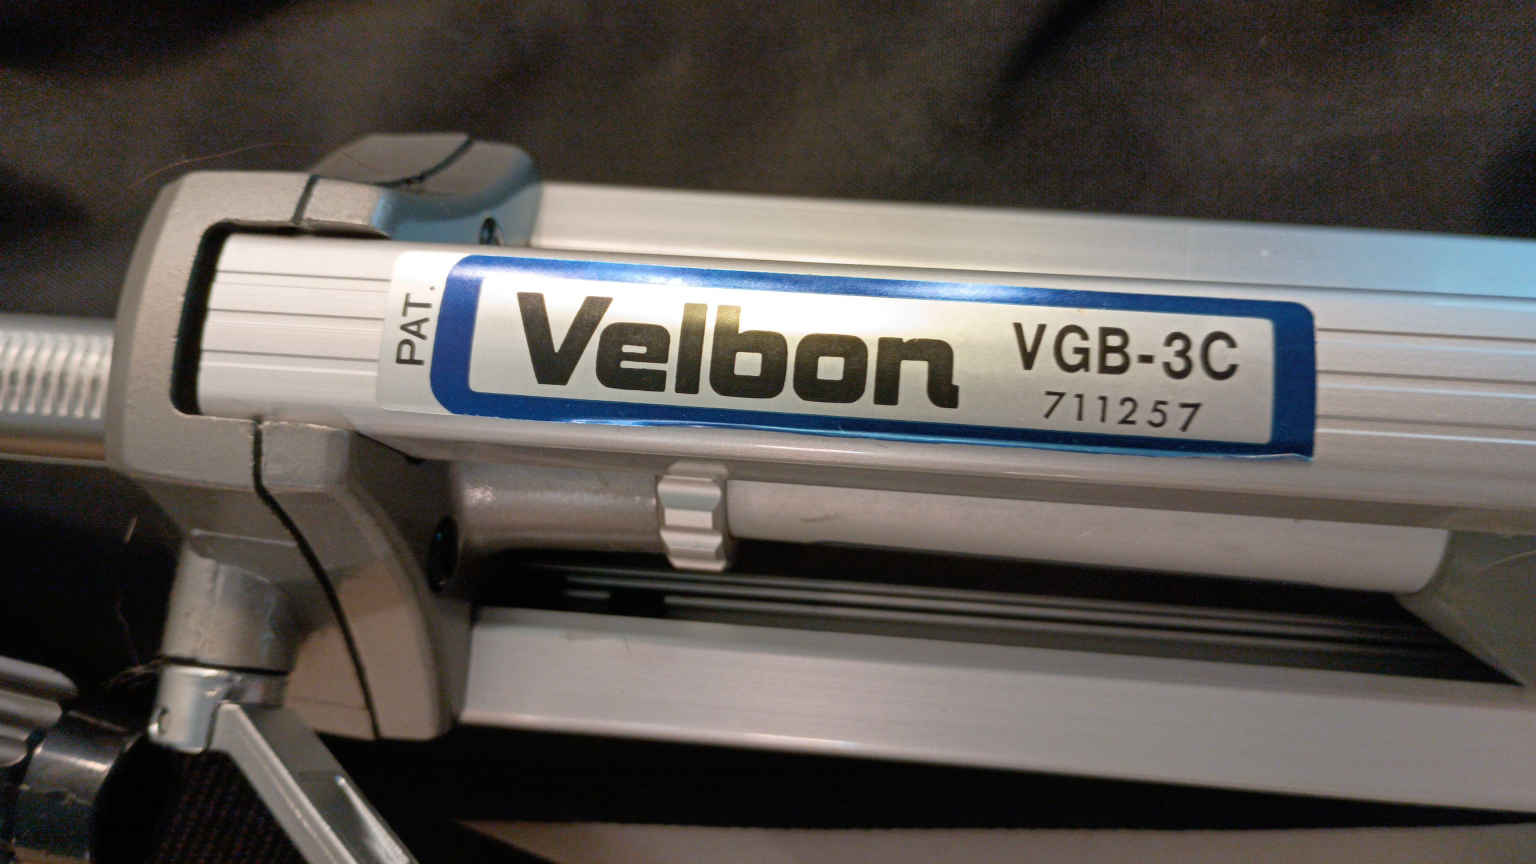 PAT.
Velbon
VGB-3C
711257